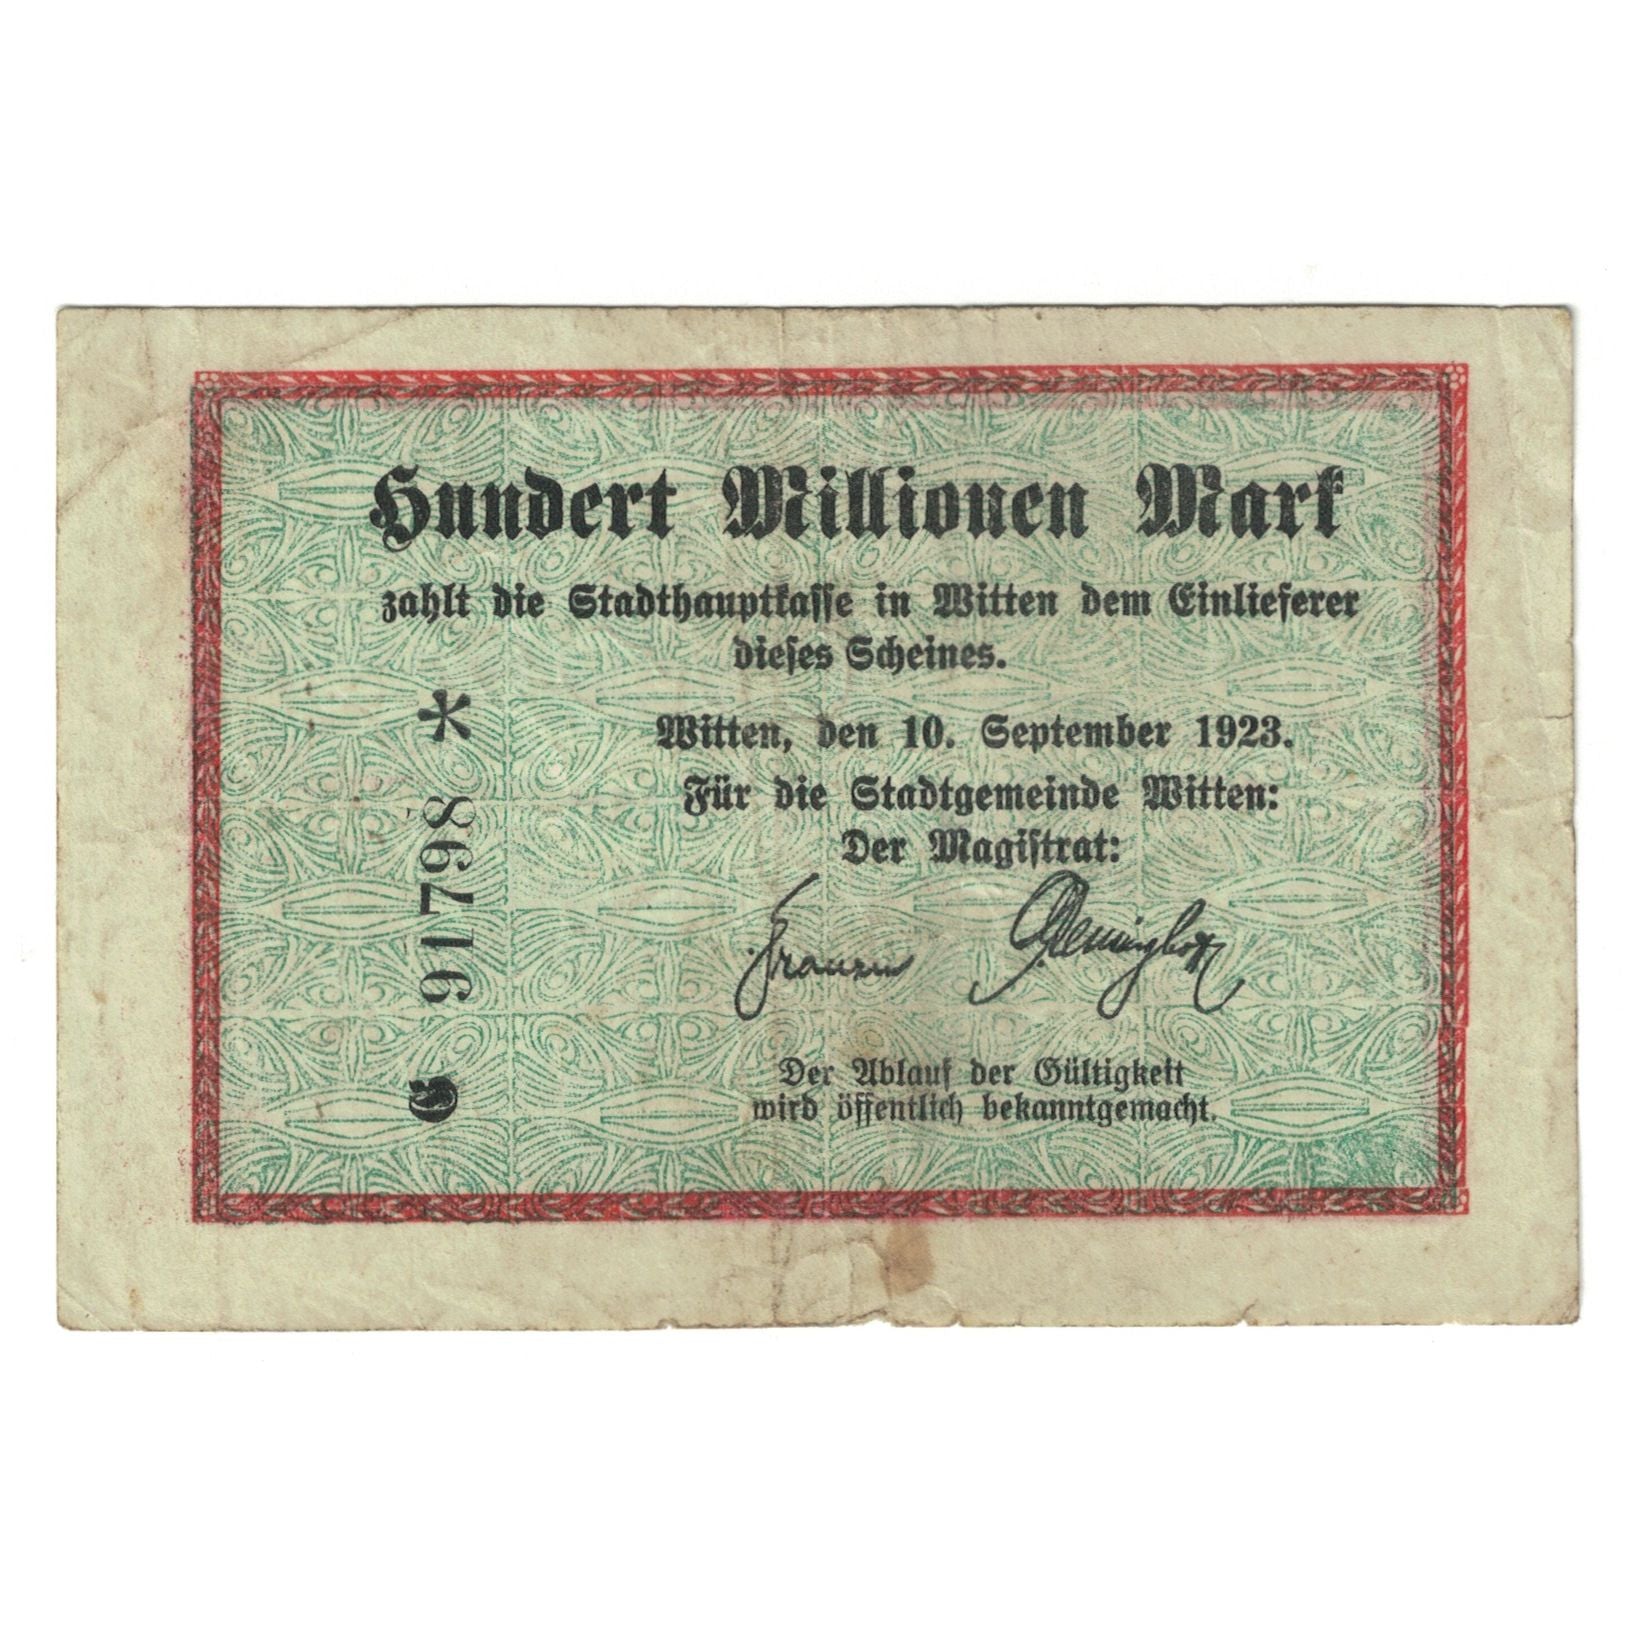 Hundert Millionen Mark
zahlt die Stadthauptkasse in Witten dem Einlieferer
dieses Scheines.
Witten, den 10. September 1923.
Für die Stadtgemeinde Witten:
Der Magistrat:
Der Ablauf der Gültigkeit
wird öffentlich bekanntgemacht.
G 91798 *